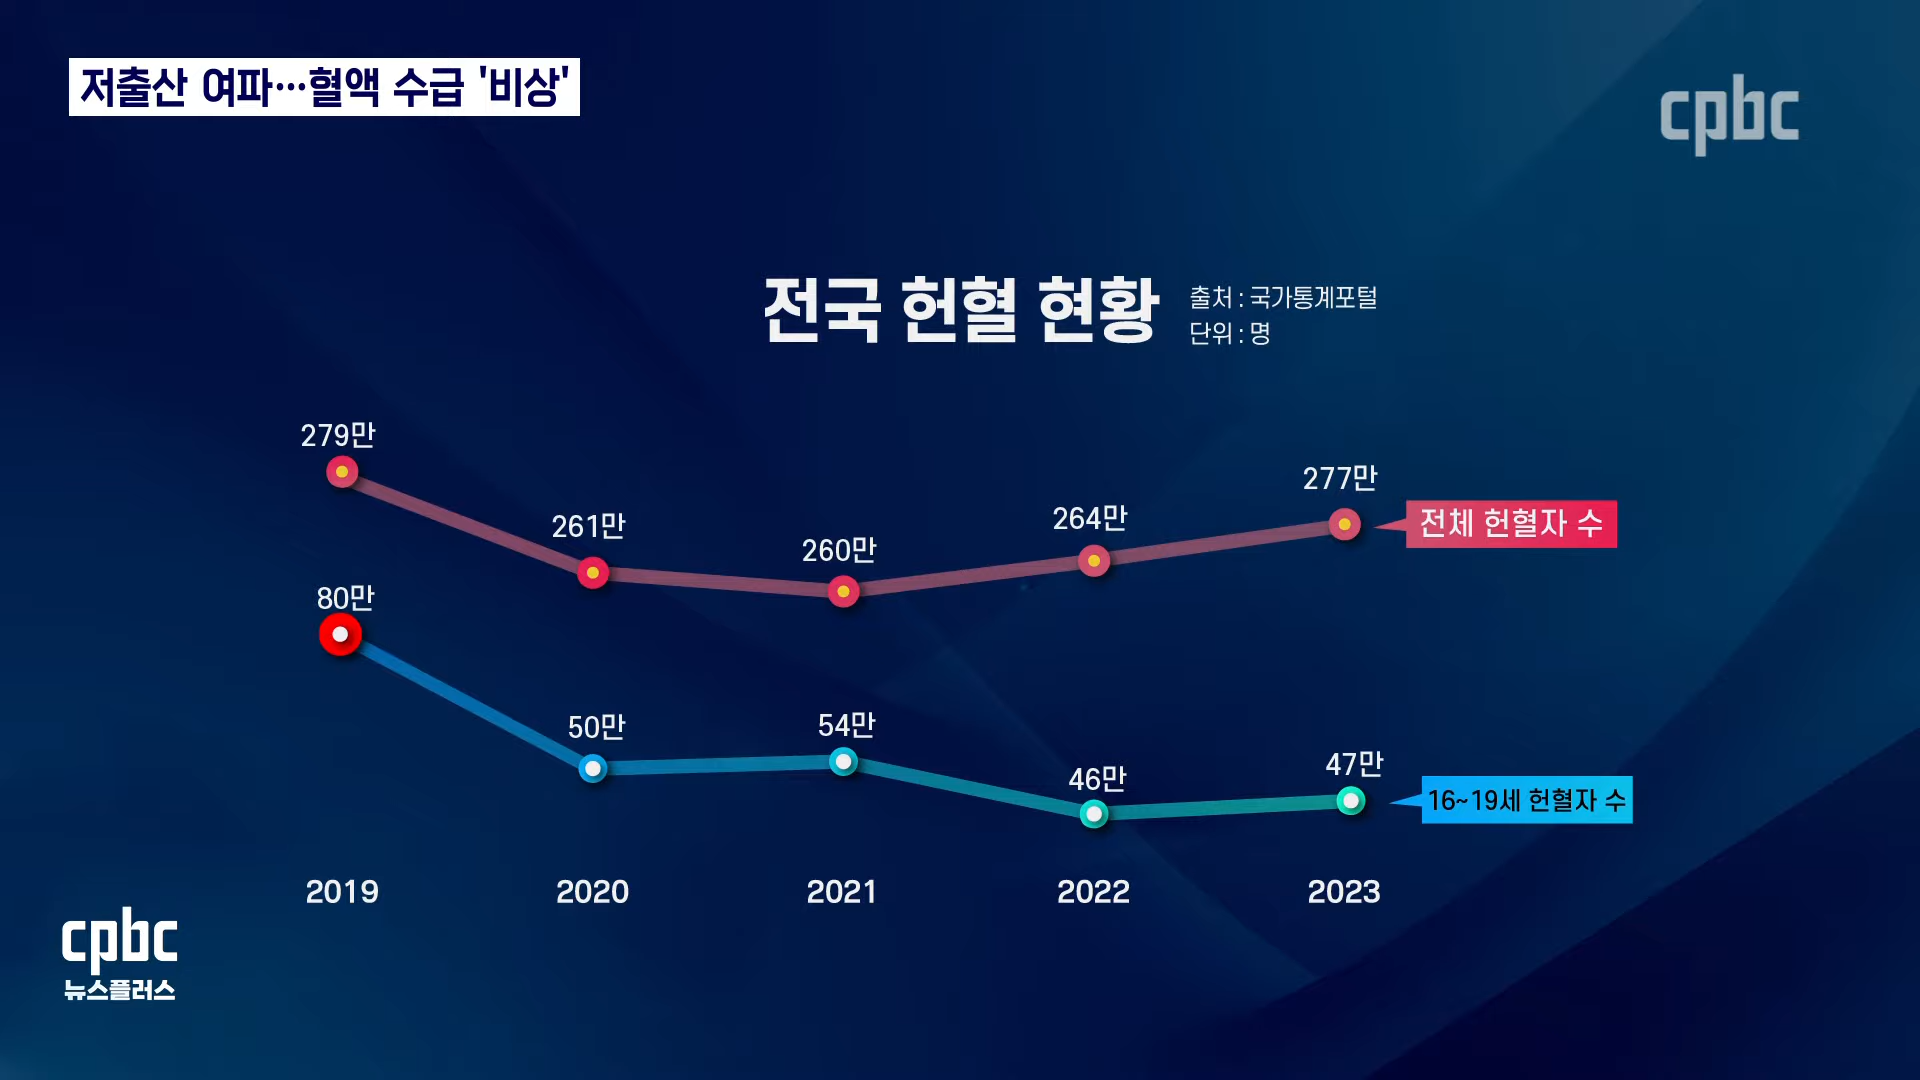 저출산 여파…혈액 수급 '비상'
cpbc
전국 헌혈 현황
출처 : 국가통계포털
단위 : 명
279만
261만
260만
264만
277만
전체 헌혈자 수
80만
50만
54만
46만
47만
16~19세 헌혈자 수
2019
2020
2021
2022
2023
cpbc
뉴스플러스